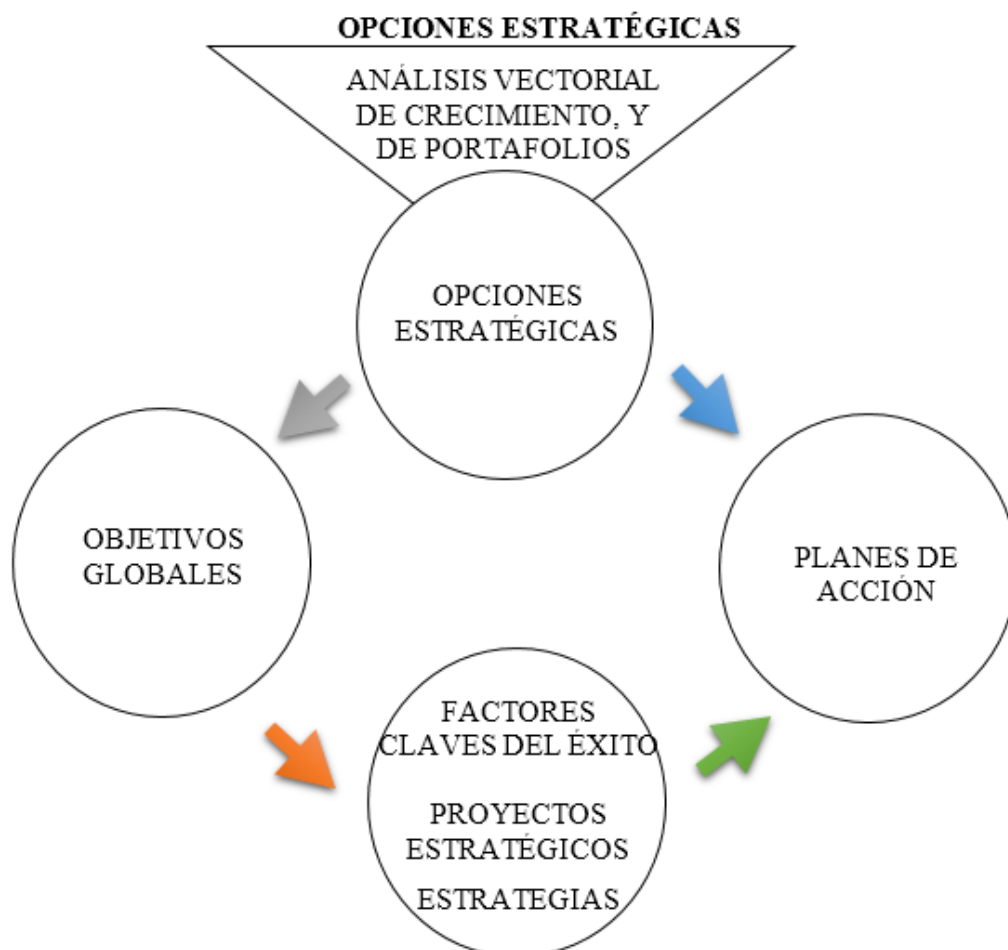 OPCIONES ESTRATÉGICAS
ANÁLISIS VECTORIAL
DE CRECIMIENTO, Y
DE PORTAFOLIOS
OPCIONES
ESTRATÉGICAS
OBJETIVOS
GLOBALES
PLANES DE
ACCIÓN
FACTORES
CLAVES DEL ÉXITO
PROYECTOS
ESTRATÉGICOS
ESTRATEGIAS